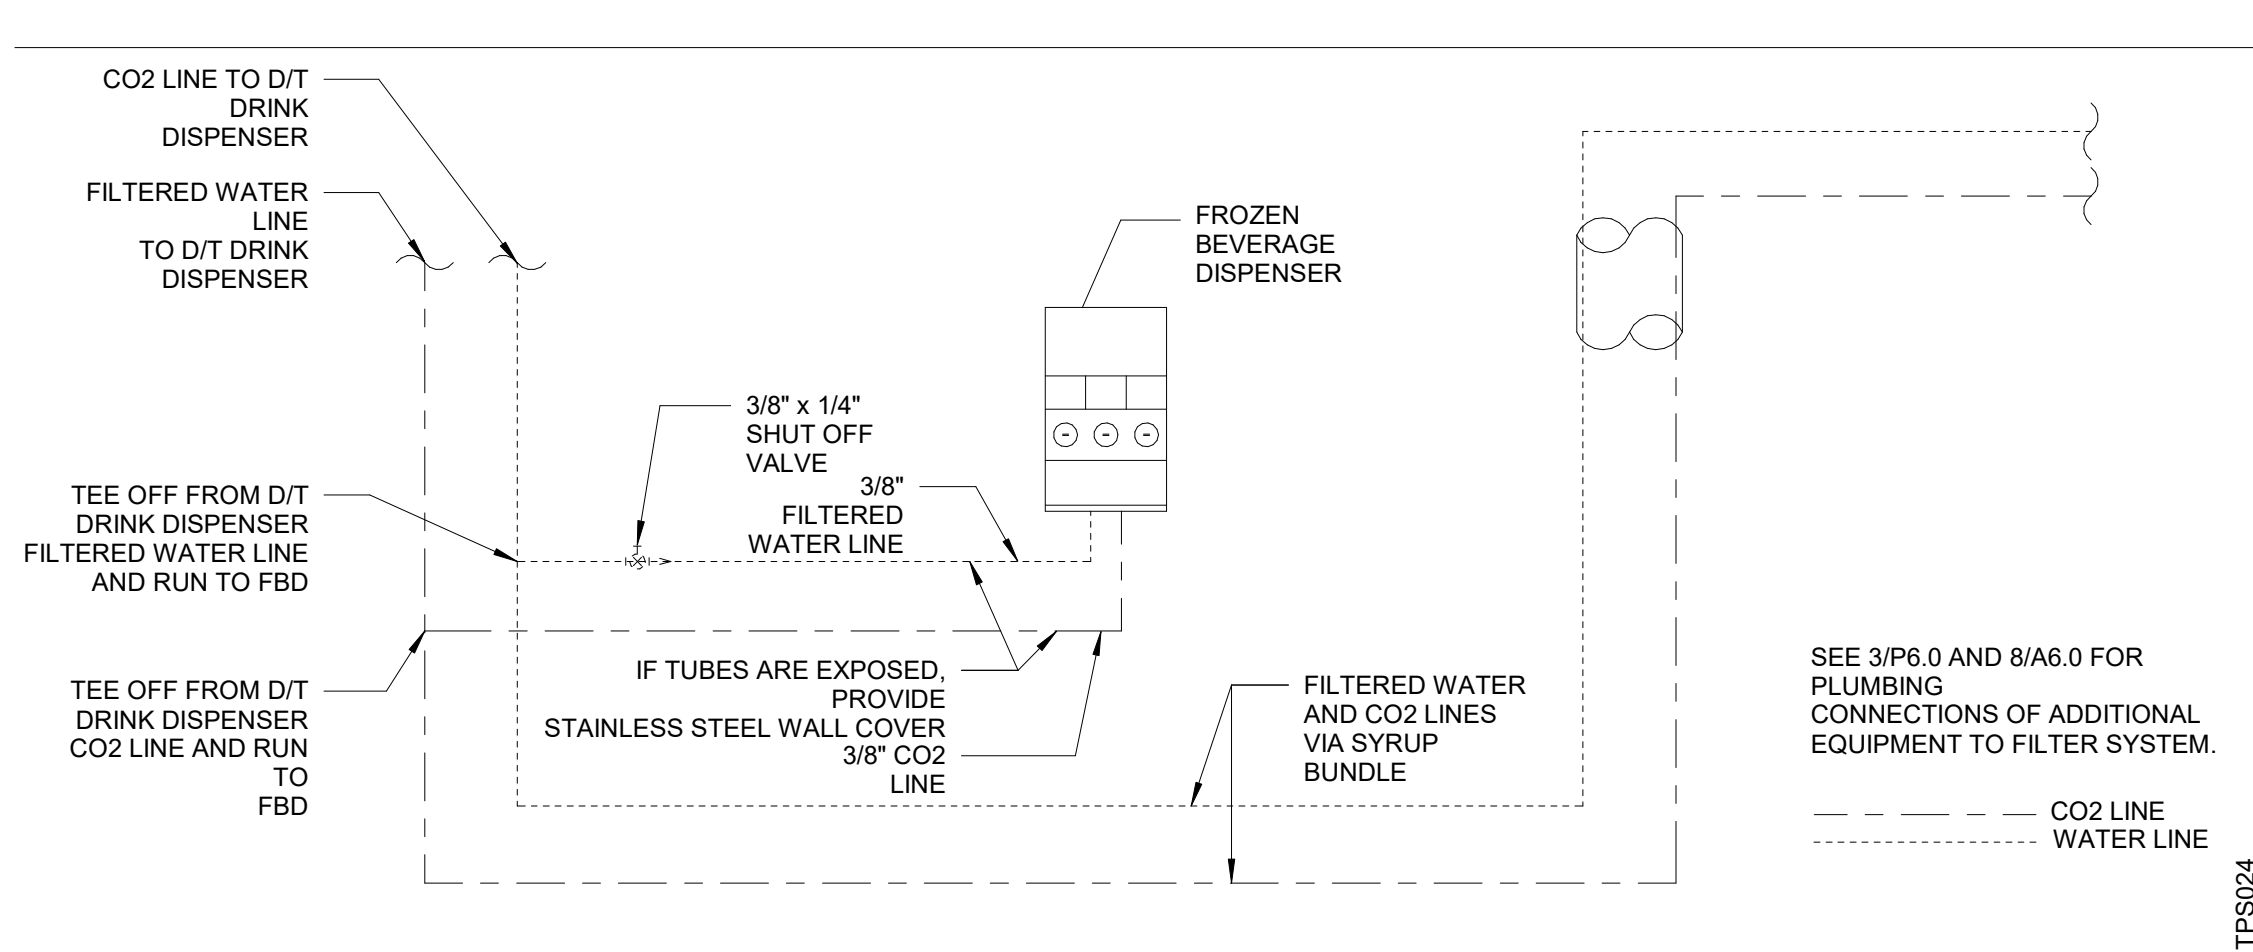 CO2 LINE TO D/T
DRINK
DISPENSER
FILTERED WATER
LINE
TO D/T DRINK
DISPENSER
FROZEN
BEVERAGE
DISPENSER
3/8" x 1/4"
SHUT OFF
VALVE
3/8"
FILTERED
WATER LINE
TEE OFF FROM D/T
DRINK DISPENSER
FILTERED WATER LINE
AND RUN TO FBD
TEE OFF FROM D/T
DRINK DISPENSER
CO2 LINE AND RUN
TO
FBD
IF TUBES ARE EXPOSED,
PROVIDE
STAINLESS STEEL WALL COVER
3/8" CO2
LINE
FILTERED WATER
AND CO2 LINES
VIA SYRUP
BUNDLE
SEE 3/P6.0 AND 8/A6.0 FOR
PLUMBING
CONNECTIONS OF ADDITIONAL
EQUIPMENT TO FILTER SYSTEM.
CO2 LINE
WATER LINE
TPS024